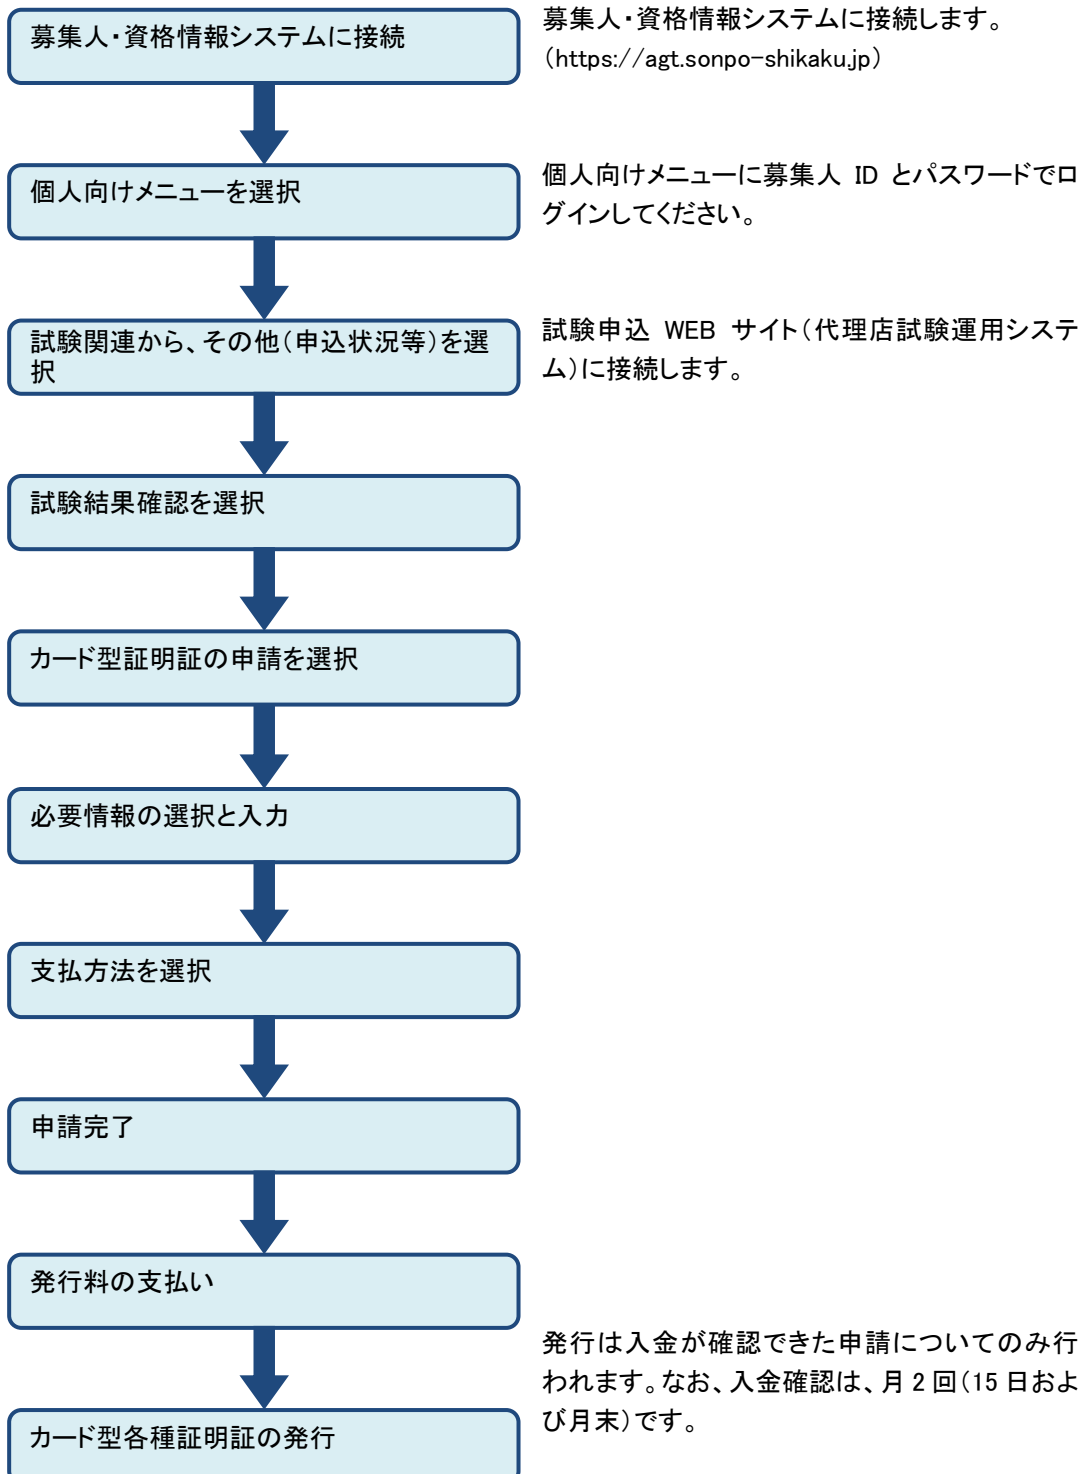 募集人・資格情報システムに接続
募集人・資格情報システムに接続します。
（https://agt.sonpo-shikaku.jp）
個人向けメニューを選択
個人向けメニューに募集人 ID とパスワードでロ
グインしてください。
試験関連から、その他（申込状況等）を選
択
試験申込 WEB サイト（代理店試験運用システ
ム）に接続します。
試験結果確認を選択
カード型証明証の申請を選択
必要情報の選択と入力
支払方法を選択
申請完了
発行料の支払い
発行は入金が確認できた申請についてのみ行
われます。なお、入金確認は、月 2 回（15 日およ
び月末）です。
カード型各種証明証の発行